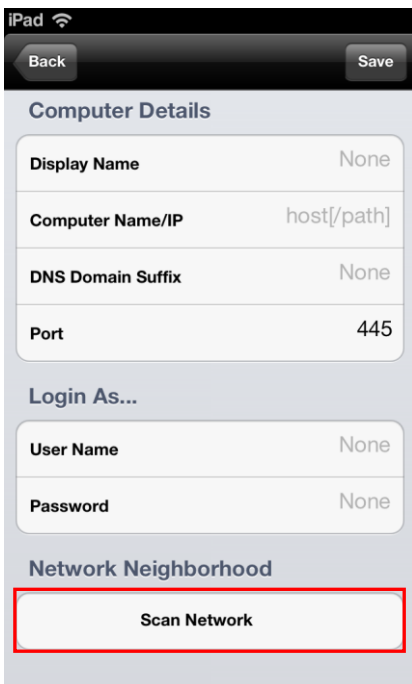 iPad
Back Save
Computer Details
Display Name None
Computer Name/IP host[/path]
DNS Domain Suffix None
Port 445
Login As...
User Name None
Password None
Network Neighborhood
Scan Network